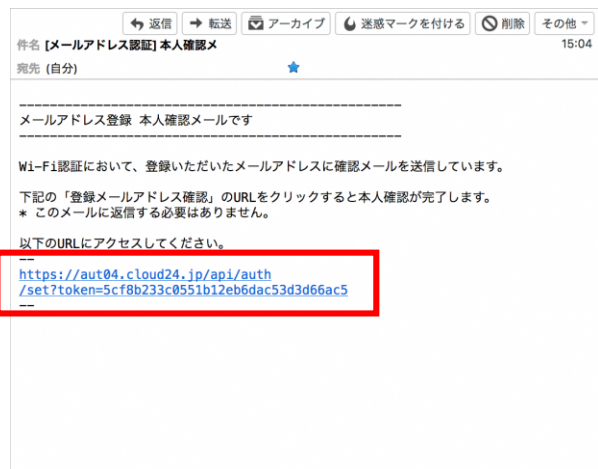 返信 転送 アーカイブ 迷惑マークを付ける 削除 その他
件名 [メールアドレス認証] 本人確認メ 15:04
宛先 (自分)
------------------------------------------------------
メールアドレス登録 本人確認メールです
------------------------------------------------------
Wi-Fi認証において、登録いただいたメールアドレスに確認メールを送信しています。
下記の「登録メールアドレス確認」のURLをクリックすると本人確認が完了します。
* このメールに返信する必要はありません。
以下のURLにアクセスしてください。
--
https://aut04.cloud24.jp/api/auth
/set?token=5cf8b233c0551b12eb6dac53d3d66ac5
--